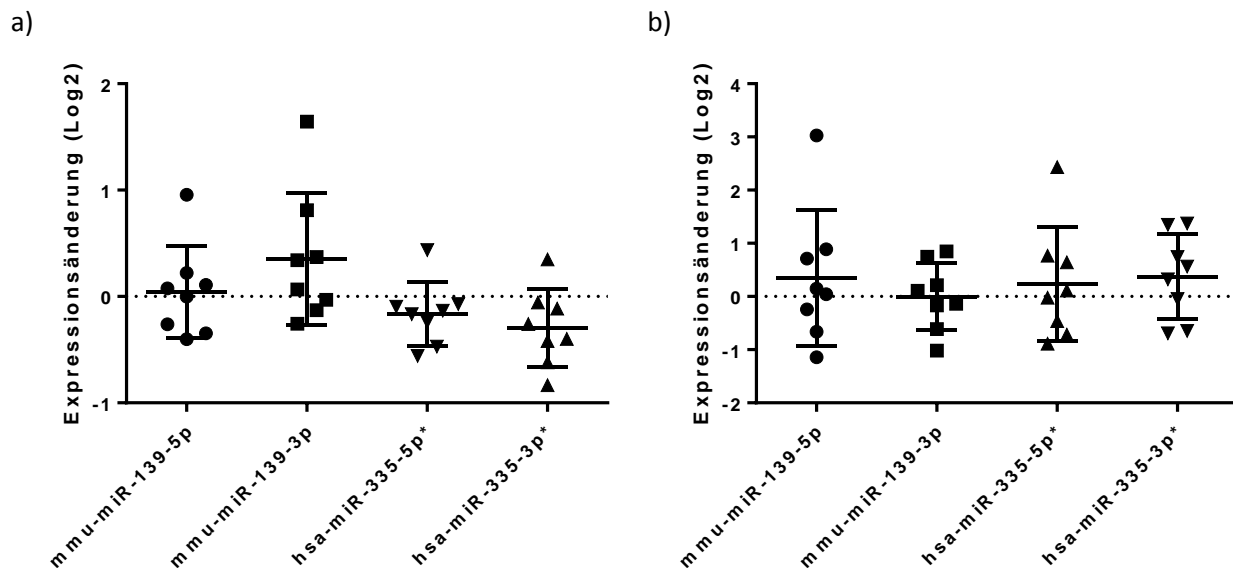 a)
Expressionsänderung (Log2)
2
1
0
-1
mmu-miR-139-5p
mmu-miR-139-3p
hsa-miR-335-5p*
hsa-miR-335-3p*
b)
Expressionsänderung (Log2)
4
3
2
1
0
-1
-2
mmu-miR-139-5p
mmu-miR-139-3p
hsa-miR-335-5p*
hsa-miR-335-3p*